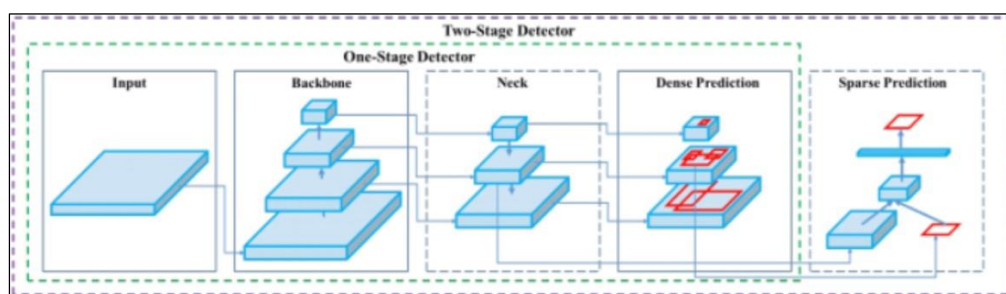 Two-Stage Detector
One-Stage Detector
Input
Backbone
Neck
Dense Prediction
Sparse Prediction